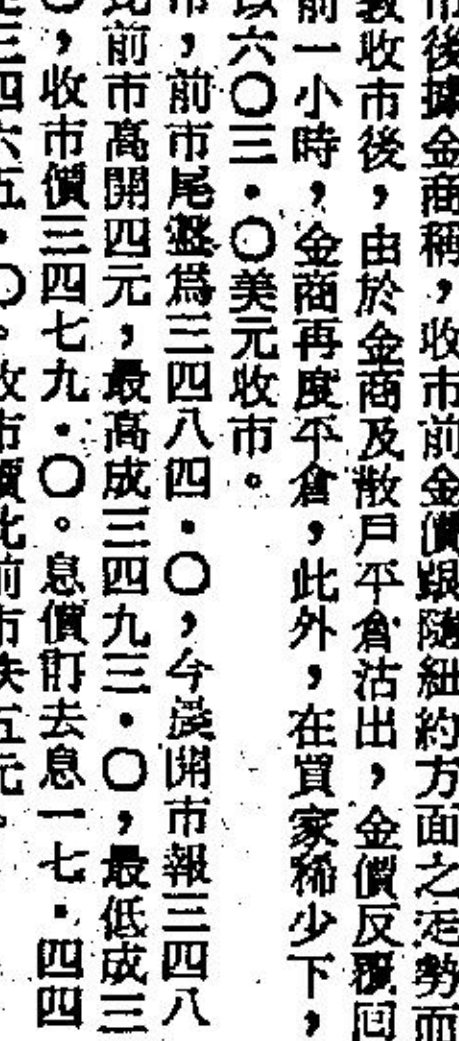 市後據金商稱，收市前金價跟隨紐約方面之走勢而
敦收市後，由於金商及散戶平倉沽出，金價反覆回
前一小時，金商再度平倉，此外，在買家稀少下，
以六〇三·〇美元收市。
市，前市尾盤爲三四八四·〇，今晨開市報三四八
此前市高開四元，最高成三四九三·〇，最低成三
〇，收市價三四七九·〇。息價訂去息一七·四四
三四六五·〇。收市價比前市跌五元。